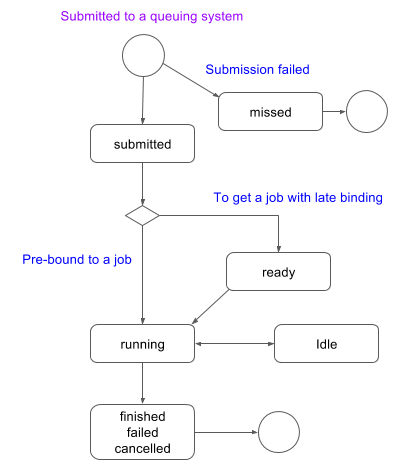 Submitted to a queuing system
Submission failed
missed
submitted
To get a job with late binding
Pre-bound to a job
ready
running
Idle
finished
failed
cancelled